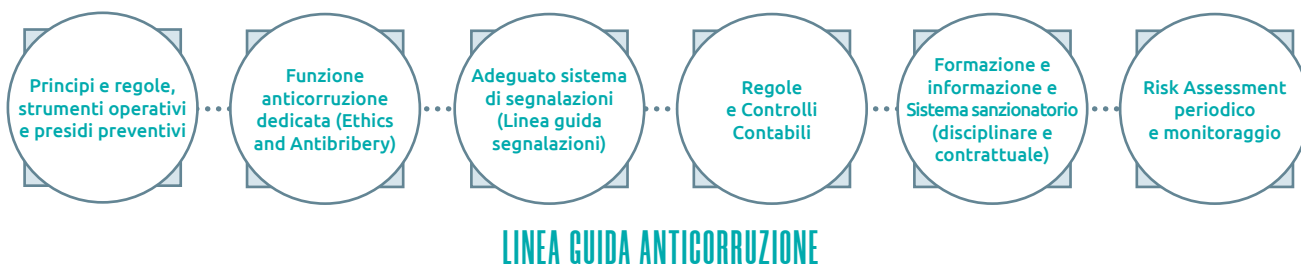 Principi e regole,
strumenti operativi
e presidi preventivi
Funzione
anticorruzione
dedicata (Ethics
and Antibribery)
Adeguato sistema
di segnalazioni
(Linea guida
segnalazioni)
Regole
e Controlli
Contabili
Formazione e
informazione e
Sistema sanzionatorio
(disciplinare e
contrattuale)
Risk Assessment
periodico
e monitoraggio
LINEA GUIDA ANTICORRUZIONE